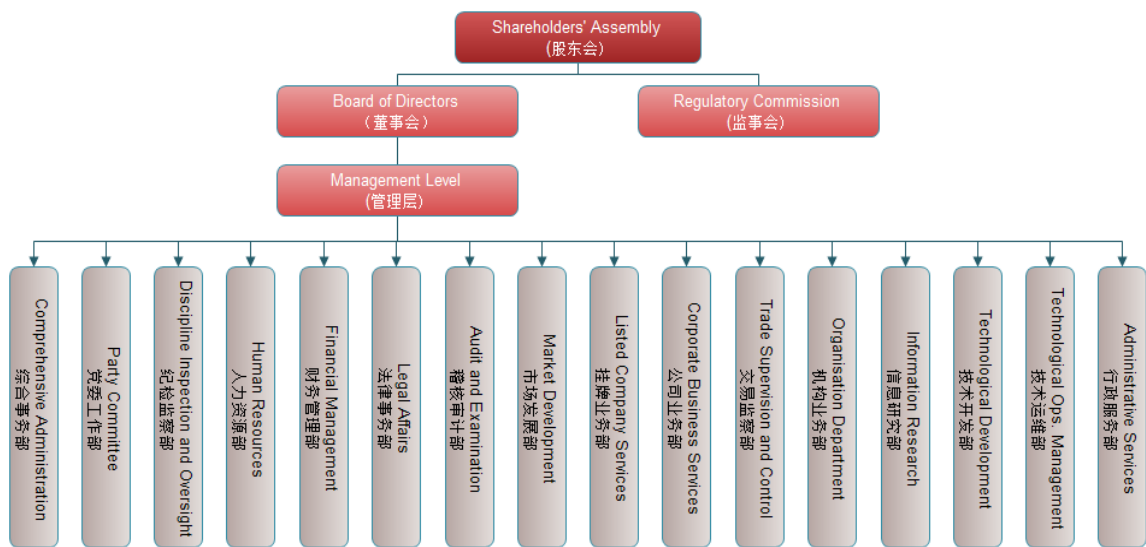 Shareholders' Assembly
(股东会)
Board of Directors
（董事会）
Regulatory Commission
(监事会)
Management Level
(管理层)
Comprehensive Administration
综合事务部
Party Committee
党委工作部
Discipline Inspection and Oversight
纪检监察部
Human Resources
人力资源部
Financial Management
财务管理部
Legal Affairs
法律事务部
Audit and Examination
稽核审计部
Market Development
市场发展部
Listed Company Services
挂牌业务部
Corporate Business Services
公司业务部
Trade Supervision and Control
交易监察部
Organisation Department
机构业务部
Information Research
信息研究部
Technological Development
技术开发部
Technological Ops. Management
技术运维部
Administrative Services
行政服务部